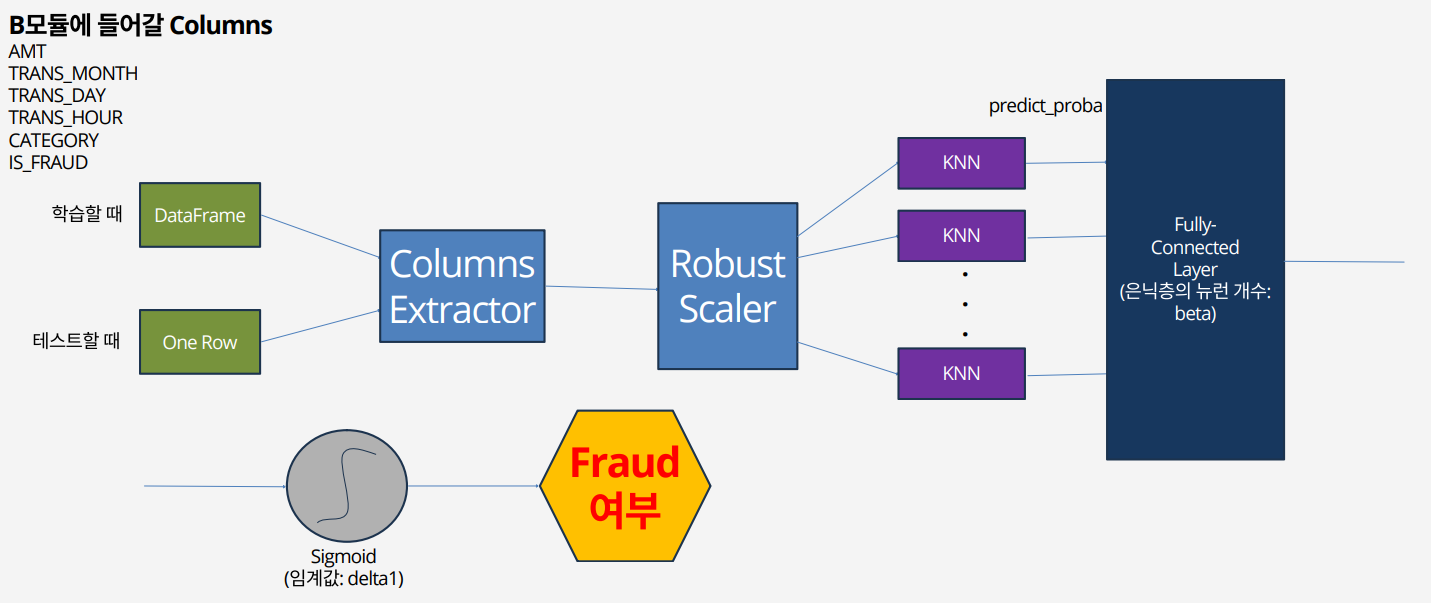 B모듈에 들어갈 Columns
AMT
TRANS_MONTH
TRANS_DAY
TRANS_HOUR
CATEGORY
IS_FRAUD
학습할 때
DataFrame
테스트할 때
One Row
Columns
Extractor
Robust
Scaler
predict_proba
KNN
KNN
KNN
Fully-
Connected
Layer
(은닉층의 뉴런 개수:
beta)
Sigmoid
(임계값: delta1)
Fraud
여부